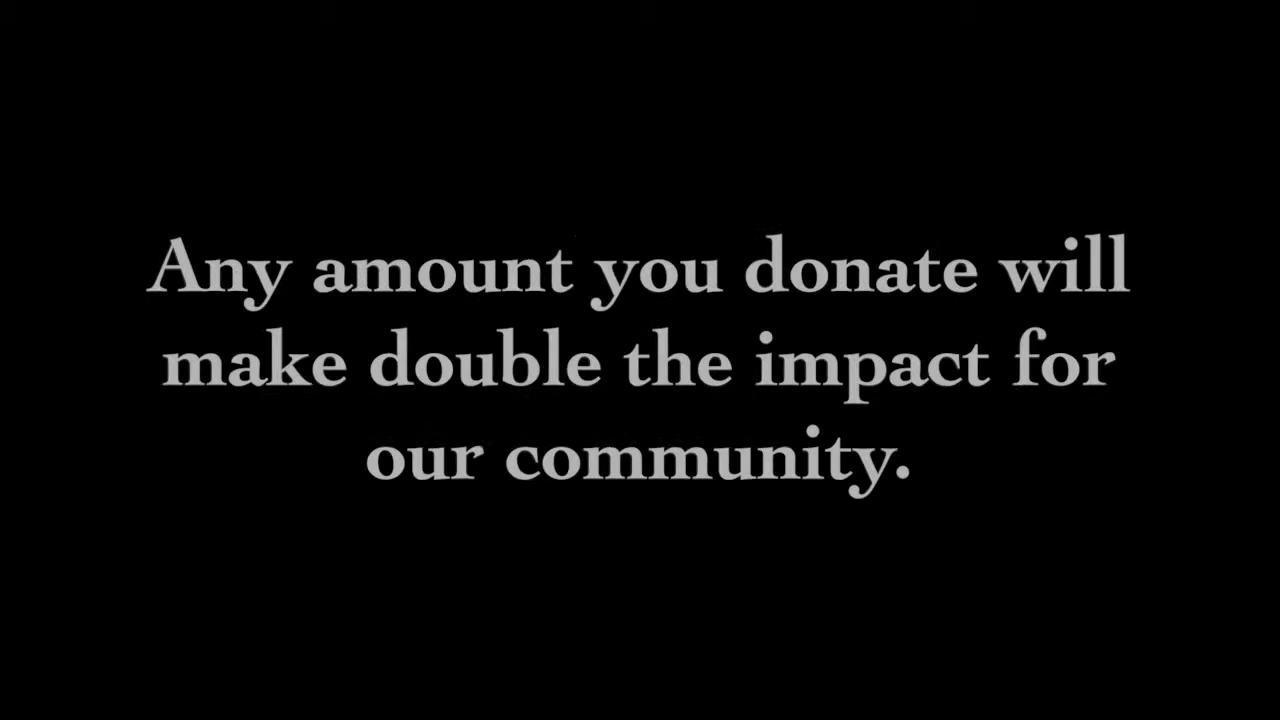 Any amount you donate will
make double the impact for
our community.